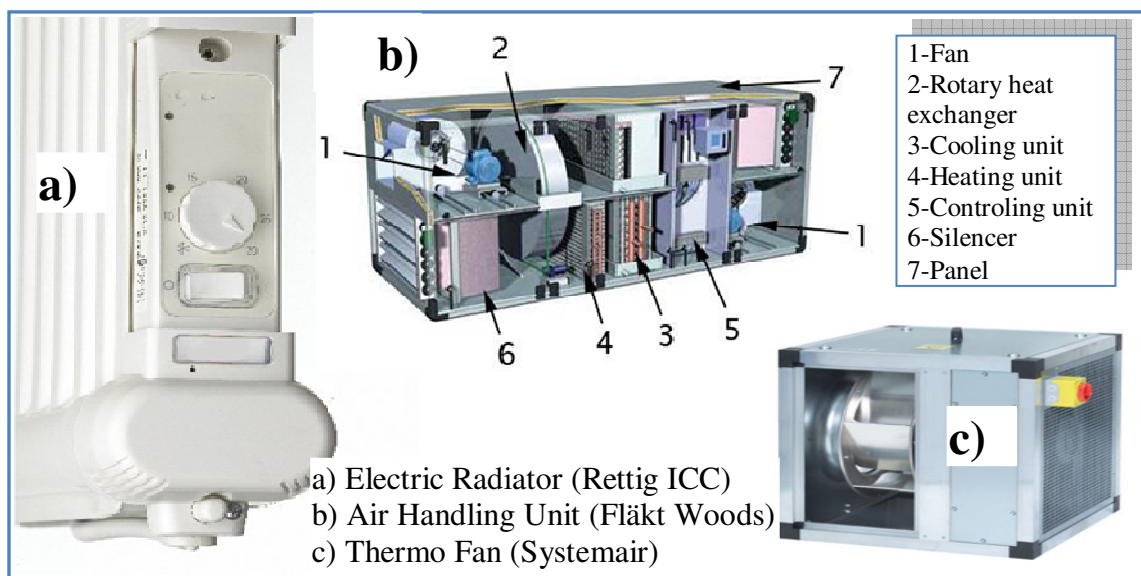 a)
b)
2
7
1
1
6
4
3
5
1-Fan
2-Rotary heat
exchanger
3-Cooling unit
4-Heating unit
5-Controling unit
6-Silencer
7-Panel
c)
a) Electric Radiator (Rettig ICC)
b) Air Handling Unit (Fläkt Woods)
c) Thermo Fan (Systemair)